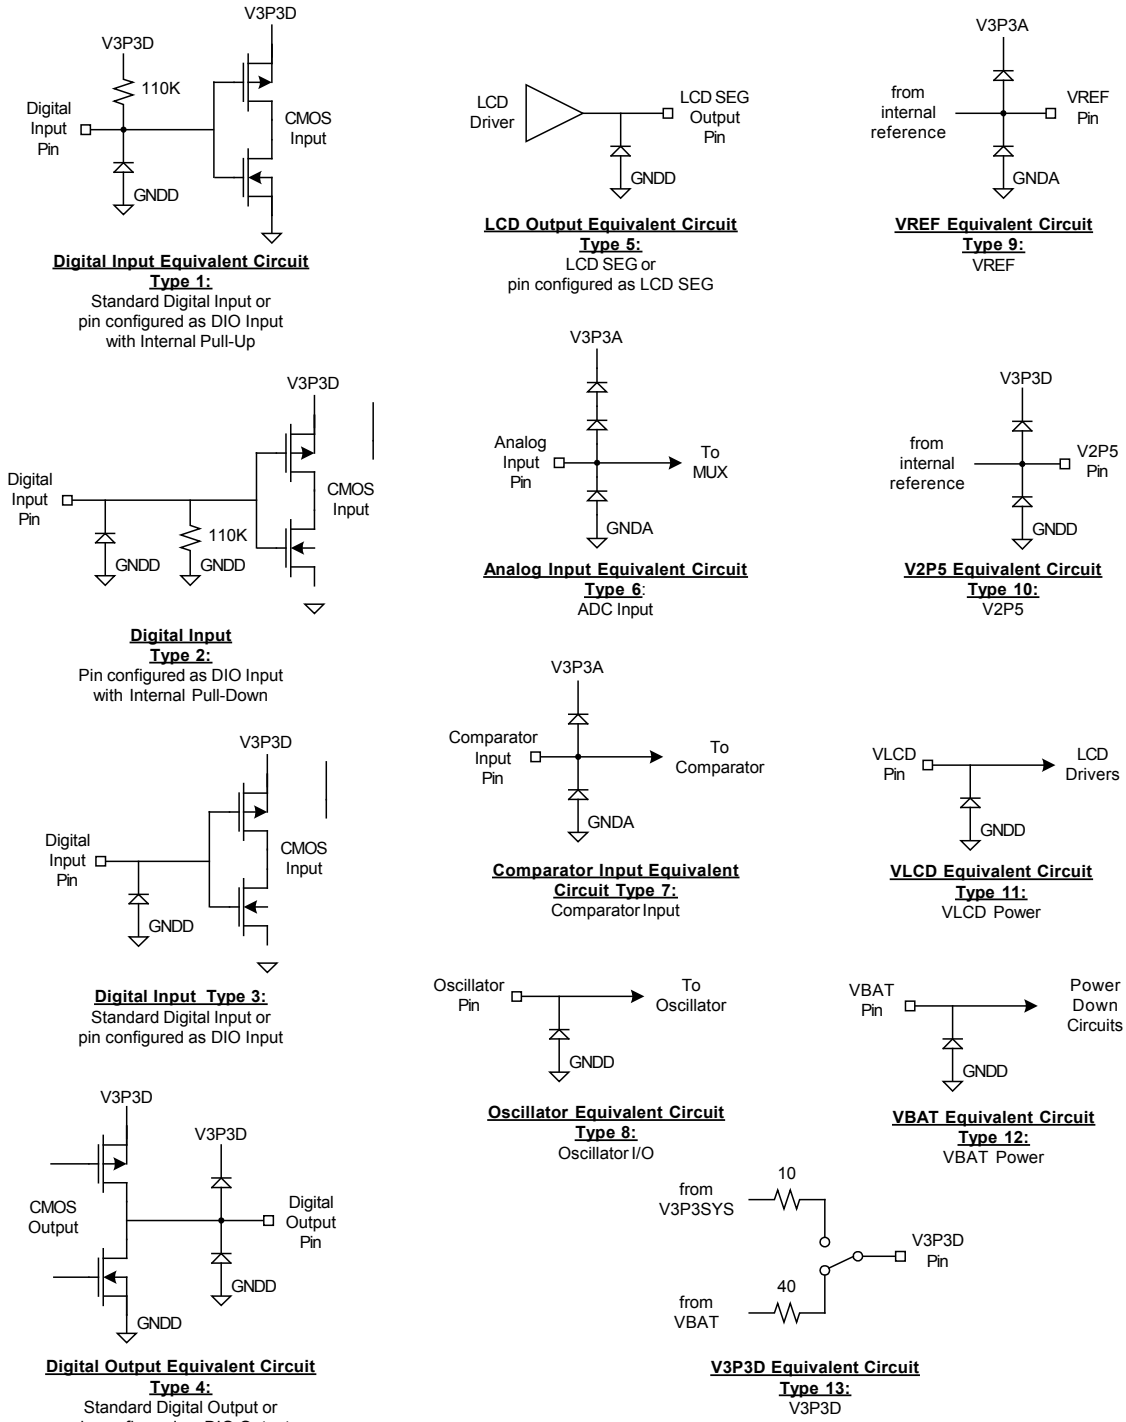 V3P3D
V3P3D
110K
Digital
Input
Pin
CMOS
Input
GNDD
Digital Input Equivalent Circuit
Type 1:
Standard Digital Input or
pin configured as DIO Input
with Internal Pull-Up
V3P3D
Digital
Input
Pin
CMOS
Input
110K
GNDD
GNDD
Digital Input
Type 2:
Pin configured as DIO Input
with Internal Pull-Down
V3P3D
Digital
Input
Pin
CMOS
Input
GNDD
Digital Input Type 3:
Standard Digital Input or
pin configured as DIO Input
V3P3D
V3P3D
CMOS
Output
Digital
Output
Pin
GNDD
GNDD
Digital Output Equivalent Circuit
Type 4:
Standard Digital Output or
LCD
Driver
LCD SEG
Output
Pin
GNDD
LCD Output Equivalent Circuit
Type 5:
LCD SEG or
pin configured as LCD SEG
V3P3A
Analog
Input
Pin
To
MUX
GNDA
Analog Input Equivalent Circuit
Type 6:
ADC Input
V3P3A
Comparator
Input
Pin
To
Comparator
GNDA
Comparator Input Equivalent
Circuit Type 7:
Comparator Input
Oscillator
Pin
To
Oscillator
GNDD
Oscillator Equivalent Circuit
Type 8:
Oscillator I/O
V3P3A
from
internal
reference
VREF
Pin
GNDA
VREF Equivalent Circuit
Type 9:
VREF
V3P3D
from
internal
reference
V2P5
Pin
GNDD
V2P5 Equivalent Circuit
Type 10:
V2P5
VLCD
Pin
LCD
Drivers
GNDD
VLCD Equivalent Circuit
Type 11:
VLCD Power
VBAT
Pin
Power
Down
Circuits
GNDD
VBAT Equivalent Circuit
Type 12:
VBAT Power
from
V3P3SYS
10
V3P3D
Pin
40
from
VBAT
V3P3D Equivalent Circuit
Type 13:
V3P3D